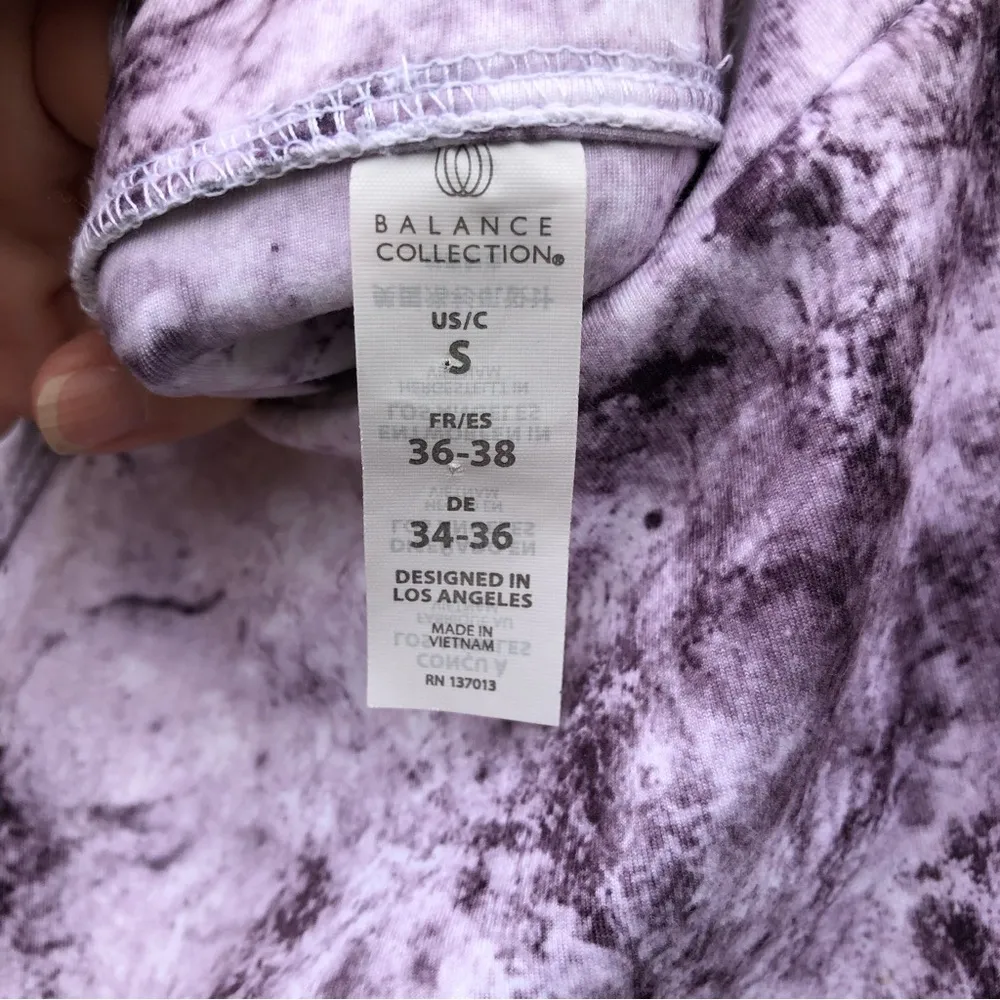 BALANCE
COLLECTION®
US/C
S
FR/ES
36-38
DE
34-36
DESIGNED IN
LOS ANGELES
MADE IN
VIETNAM
RN 137013